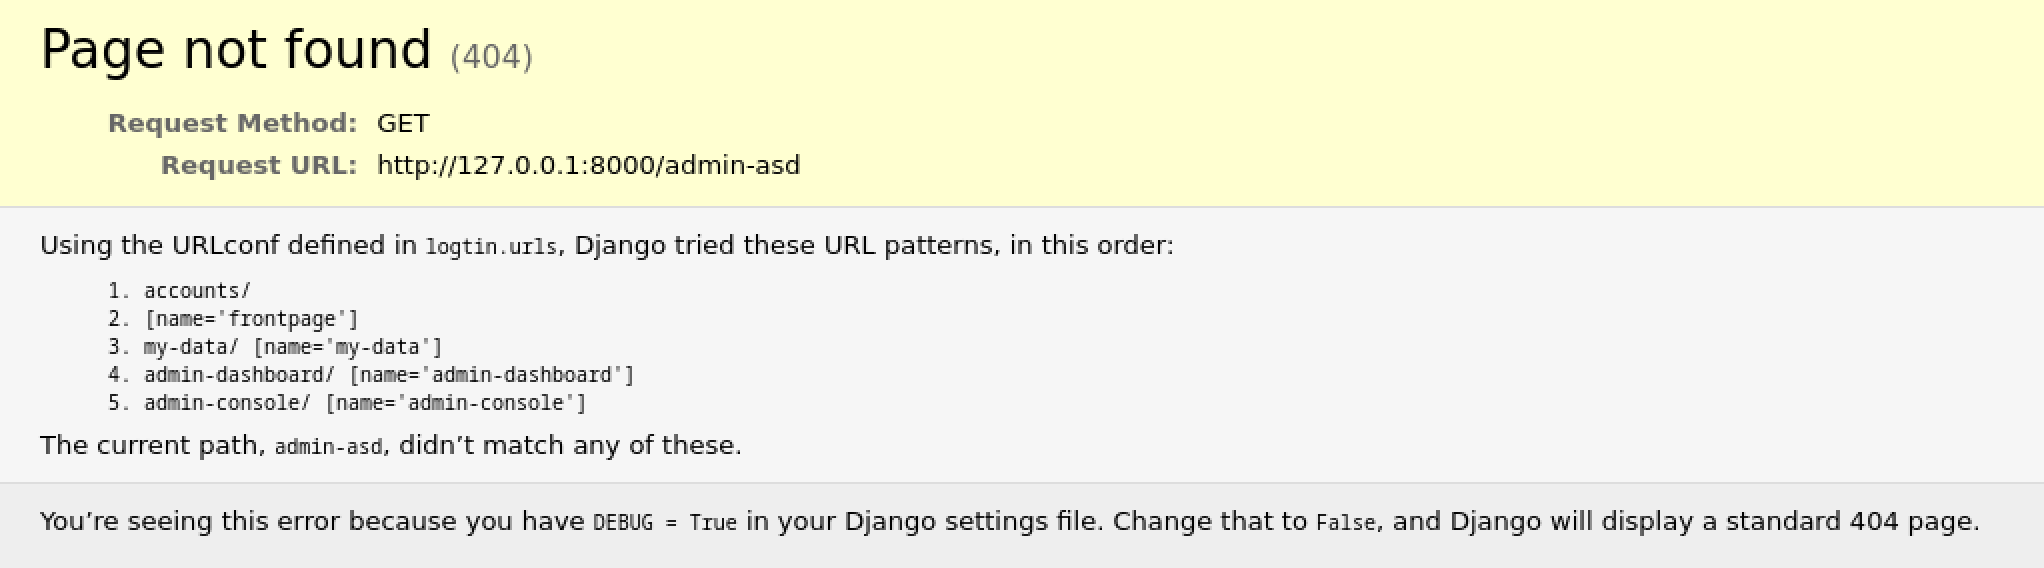 Page not found (404)
Request Method: GET
Request URL: http://127.0.0.1:8000/admin-asd
Using the URLconf defined in logtin.urls, Django tried these URL patterns, in this order:
1. accounts/
2. [name='frontpage']
3. my-data/ [name='my-data']
4. admin-dashboard/ [name='admin-dashboard']
5. admin-console/ [name='admin-console']
The current path, admin-asd, didn’t match any of these.
You’re seeing this error because you have DEBUG = True in your Django settings file. Change that to False, and Django will display a standard 404 page.